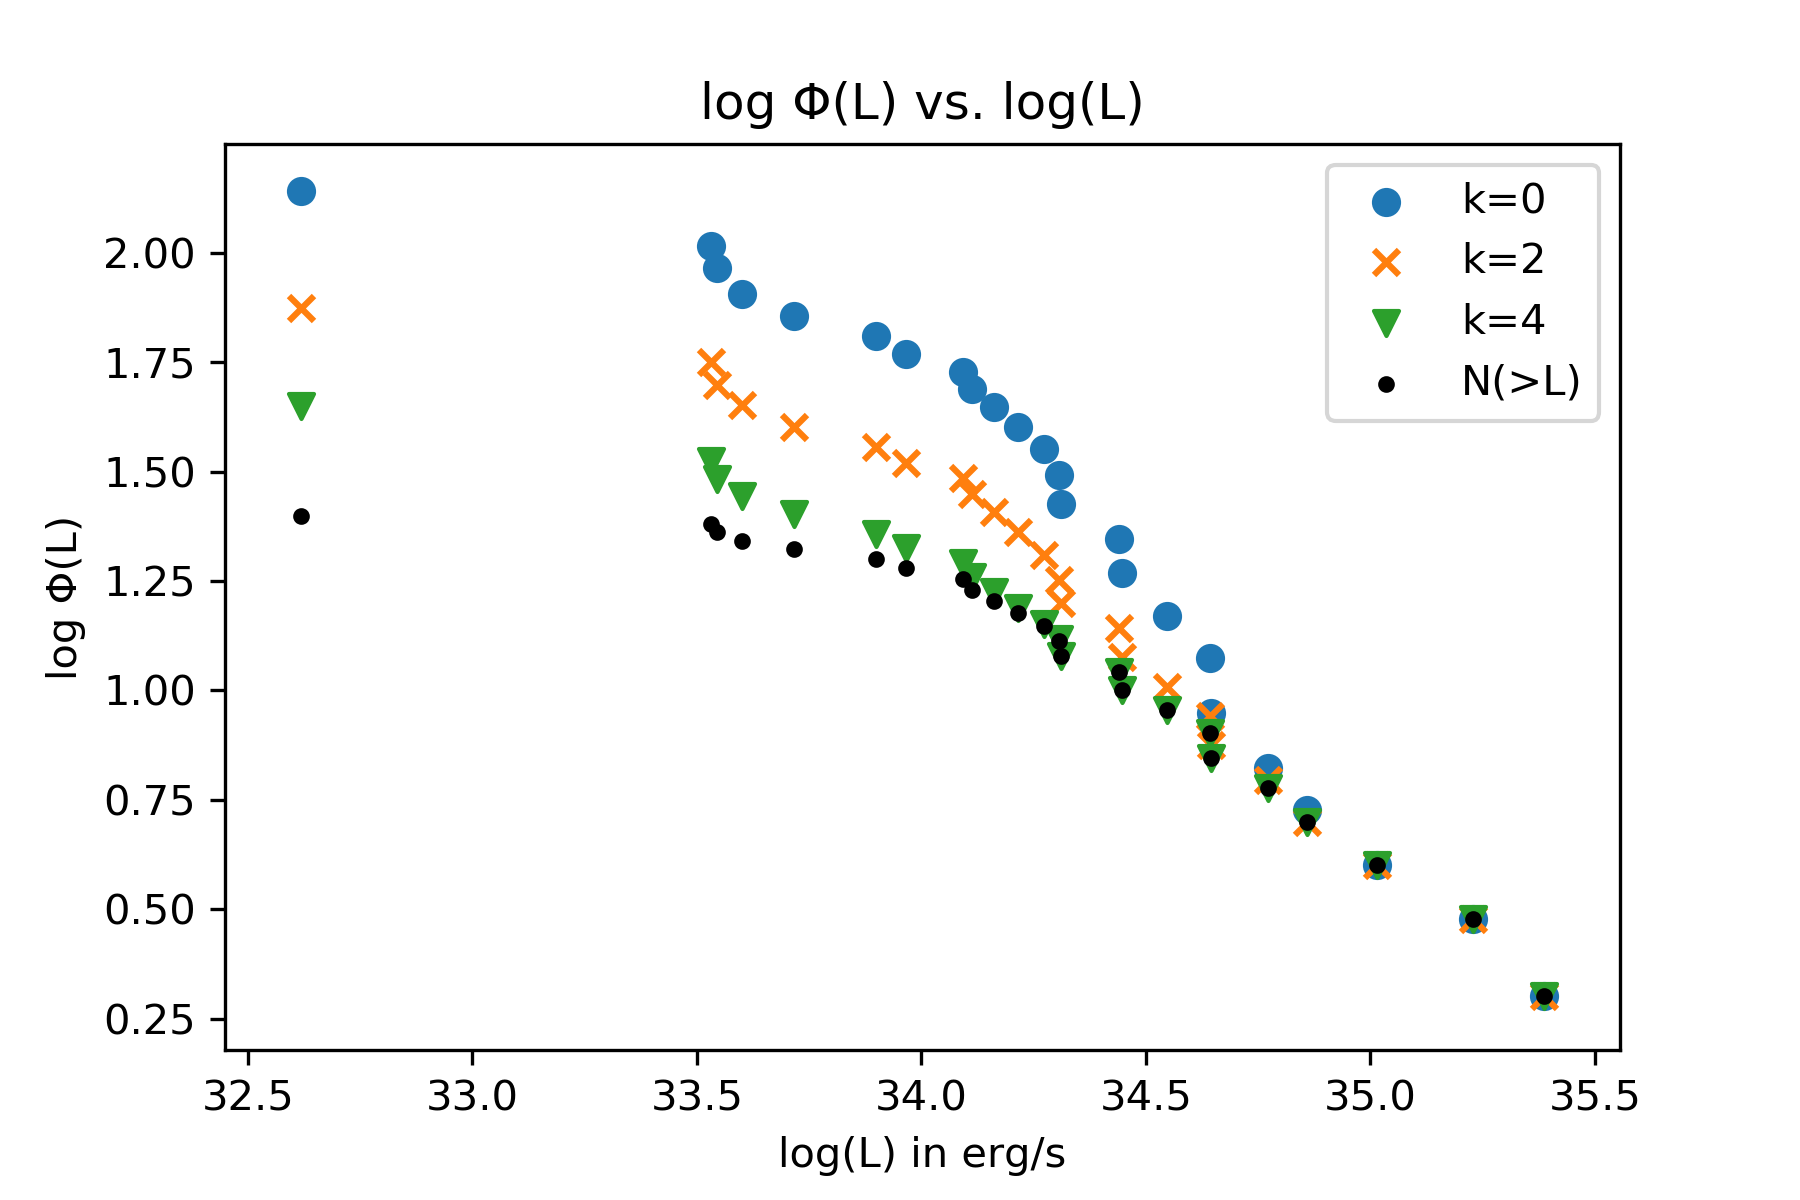 log Φ(L) vs. log(L)
k=0
k=2
k=4
N(>L)
2.00
1.75
1.50
1.25
1.00
0.75
0.50
0.25
log Φ(L)
32.5 33.0 33.5 34.0 34.5 35.0 35.5
log(L) in erg/s